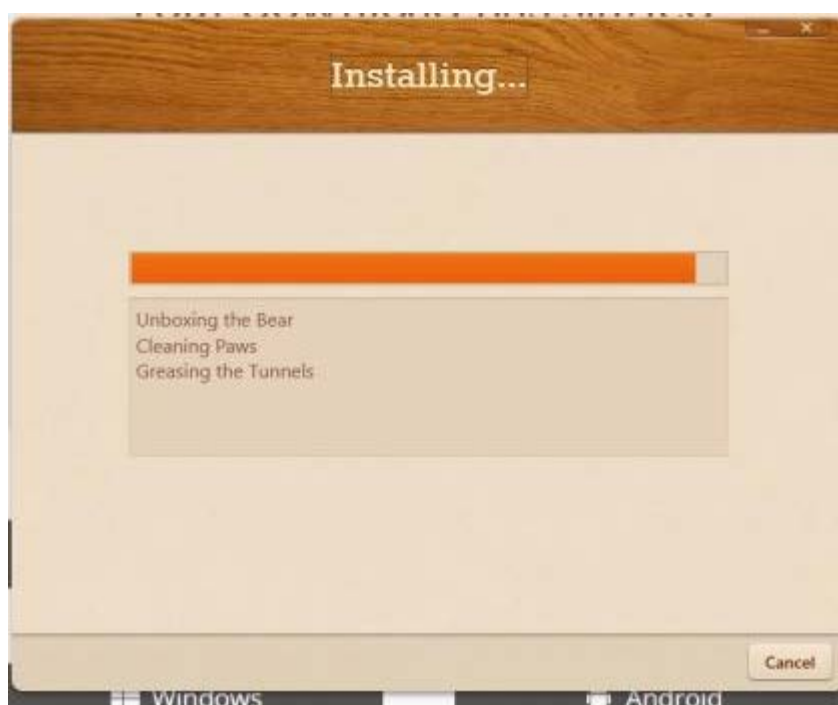 Installing...
Unboxing the Bear
Cleaning Paws
Greasing the Tunnels
Cancel
Windows
Android